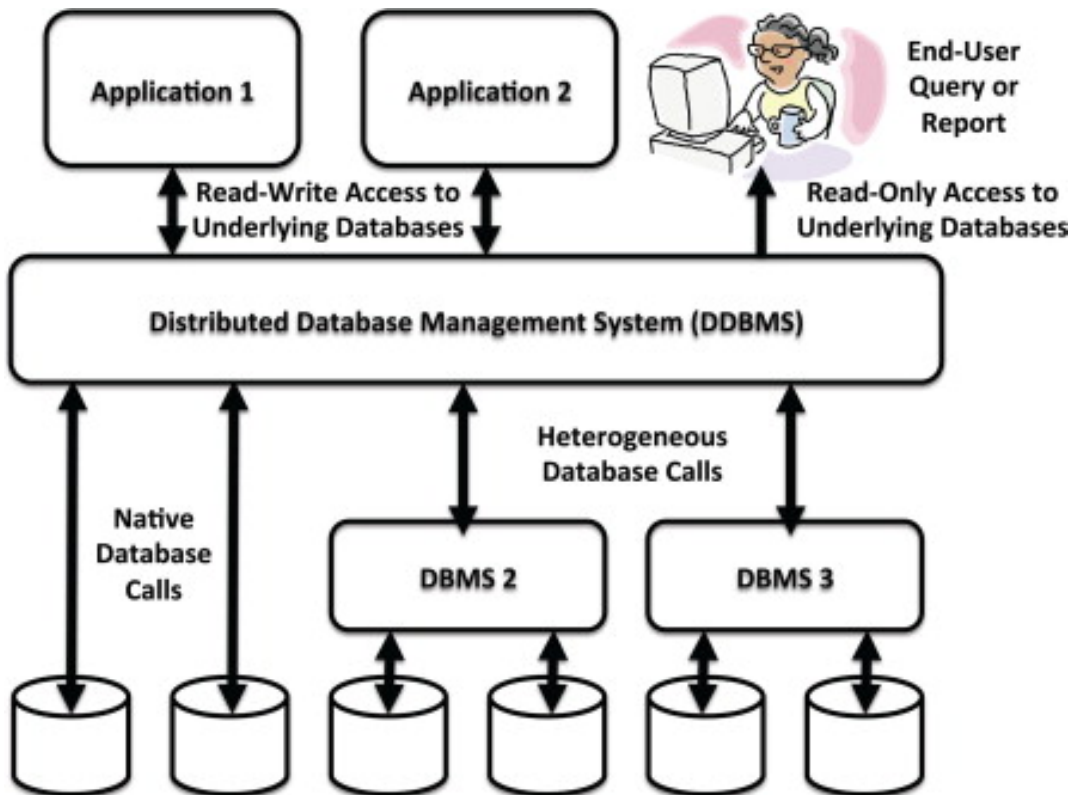 Application 1
Application 2
End-User
Query or
Report
Read-Write Access to
Underlying Databases
Read-Only Access to
Underlying Databases
Distributed Database Management System (DDBMS)
Heterogeneous
Database Calls
Native
Database
Calls
DBMS 2
DBMS 3